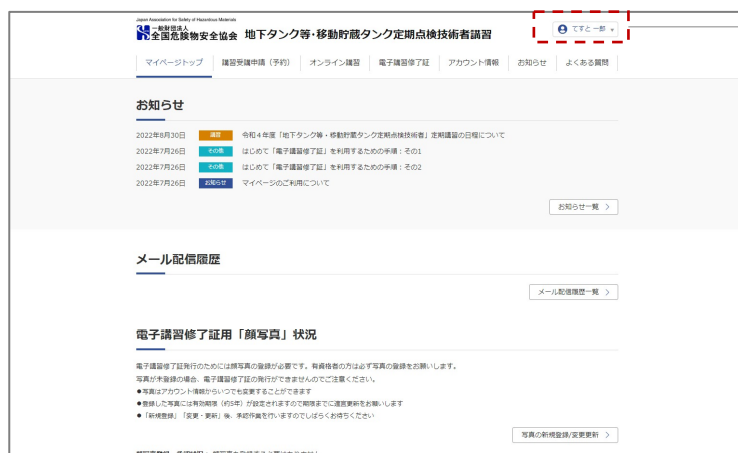 Japan Association for Safety of Hazardous Materials
一般財団法人
全国危険物安全協会 地下タンク等・移動貯蔵タンク定期点検技術者講習
てすと 一郎
マイページトップ 講習受講申請（予約） オンライン講習 電子講習修了証 アカウント情報 お知らせ よくある質問
お知らせ
2022年8月30日 講習 令和４年度「地下タンク等・移動貯蔵タンク定期点検技術者」定期講習の日程について
2022年7月26日 その他 はじめて「電子講習修了証」を利用するための手順：その1
2022年7月26日 その他 はじめて「電子講習修了証」を利用するための手順：その2
2022年7月26日 お知らせ マイページのご利用について
お知らせ一覧
メール配信履歴
メール配信履歴一覧
電子講習修了証用「顔写真」状況
電子講習修了証発行のためには顔写真の登録が必要です。有資格者の方は必ず写真の登録をお願いします。
写真が未登録の場合、電子講習修了証の発行ができませんのでご注意ください。
●写真はアカウント情報からいつでも変更することができます
●登録した写真には有効期限（約5年）が設定されますので期限までに適宜更新をお願いします
●「新規登録」「変更・更新」後、承認作業を行いますのでしばらくお待ちください
写真の新規登録/変更更新